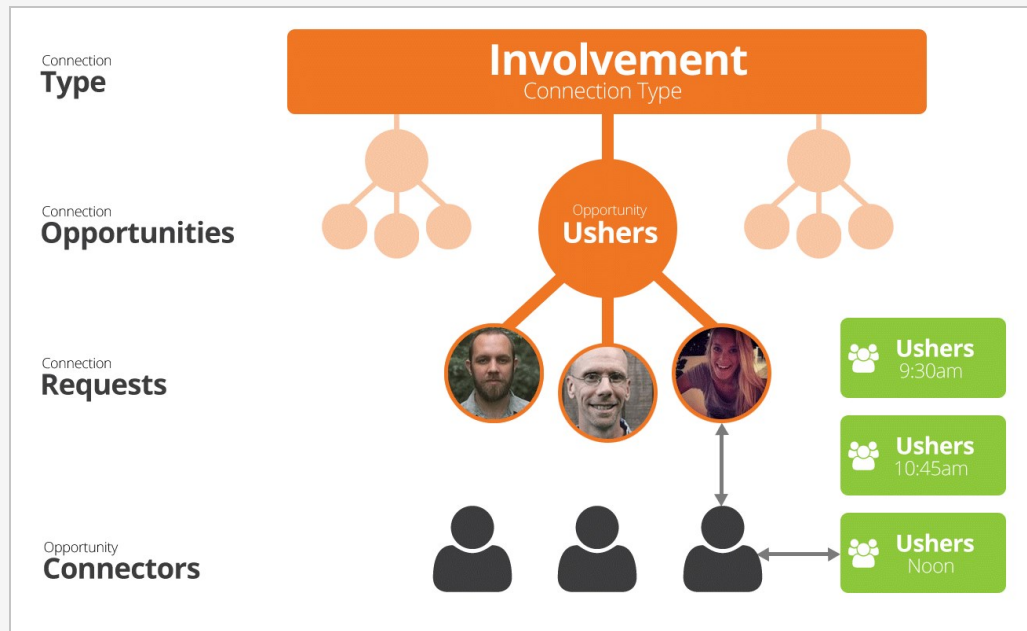 Connection
Type
Involvement
Connection Type
Connection
Opportunities
Opportunity
Ushers
Connection
Requests
Ushers
9:30am
Ushers
10:45am
Opportunity
Connectors
Ushers
Noon